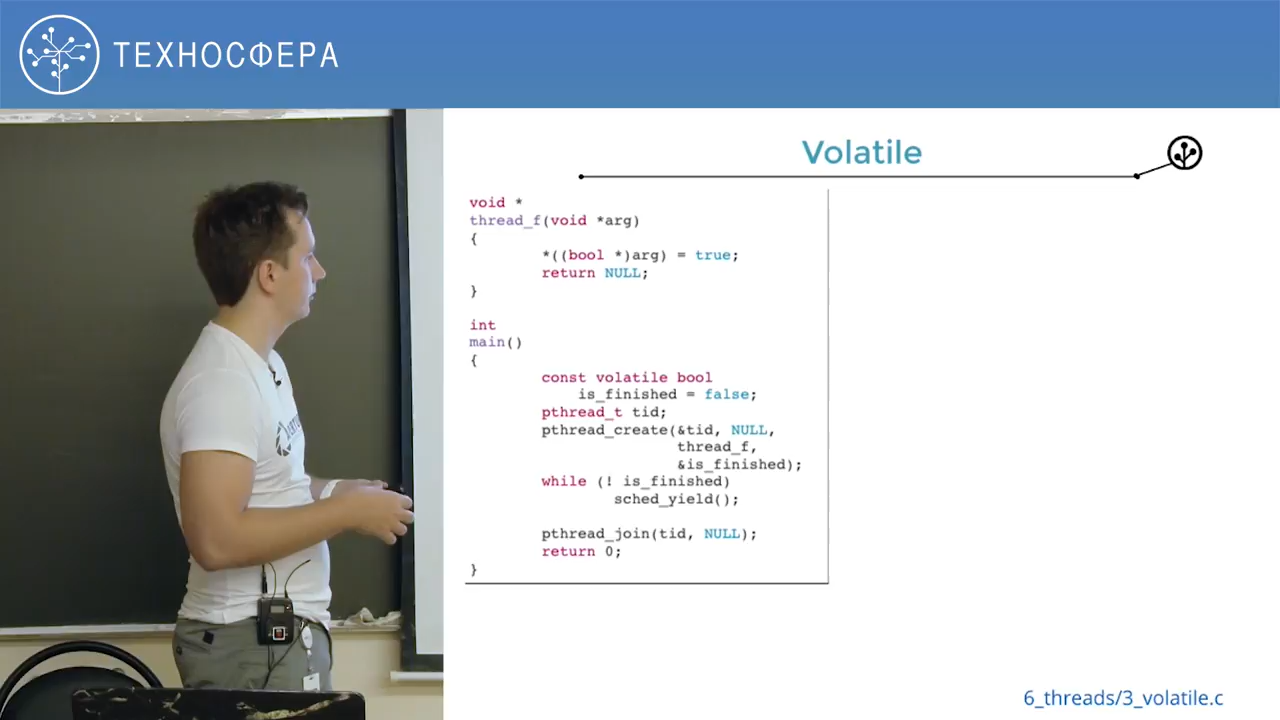 ТЕХНОСФЕРА
Volatile
void *
thread_f(void *arg)
{
*((bool *)arg) = true;
return NULL;
}
int
main()
{
const volatile bool
is_finished = false;
pthread_t tid;
pthread_create(&tid, NULL,
thread_f,
&is_finished);
while (! is_finished)
sched_yield();
pthread_join(tid, NULL);
return 0;
}
6_threads/3_volatile.c